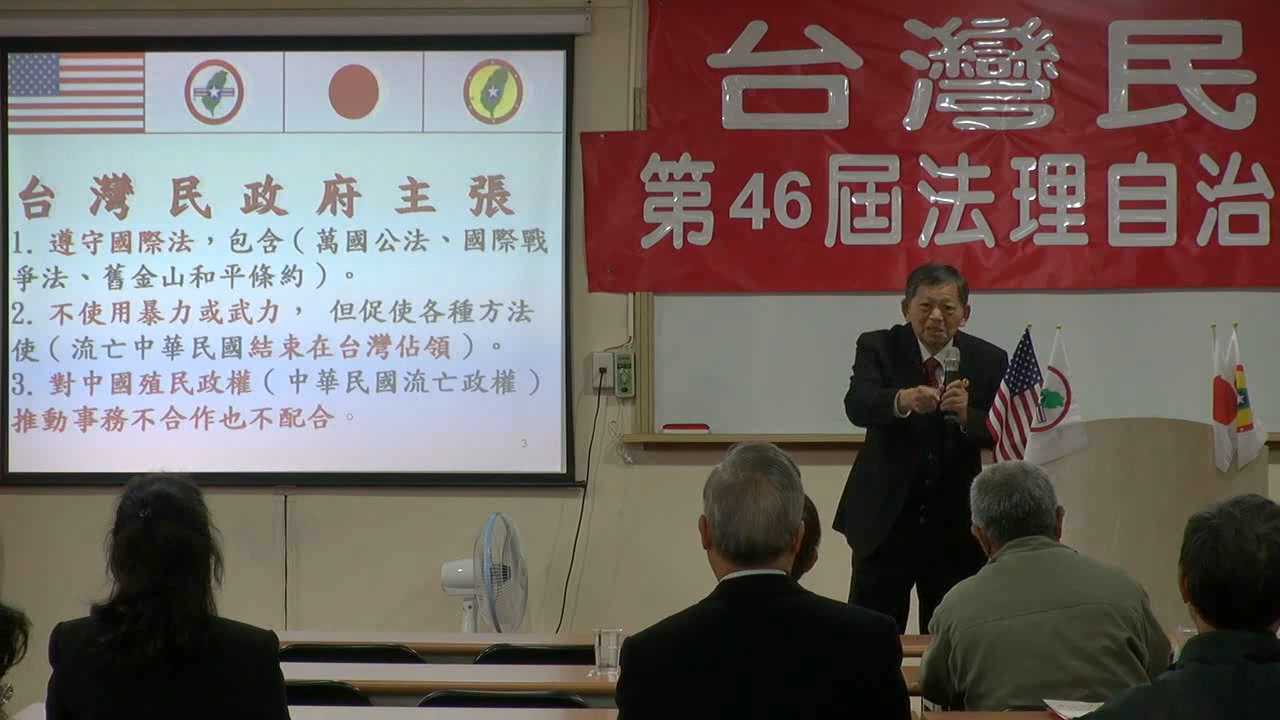 台灣民政府主張
1. 遵守國際法，包含（萬國公法、國際戰
爭法、舊金山和平條約）。
2. 不使用暴力或武力， 但促使各種方法
使（流亡中華民國結束在台灣佔領）。
3. 對中國殖民政權（中華民國流亡政權）
推動事務不合作也不配合。
3
台灣民
第46屆法理自治